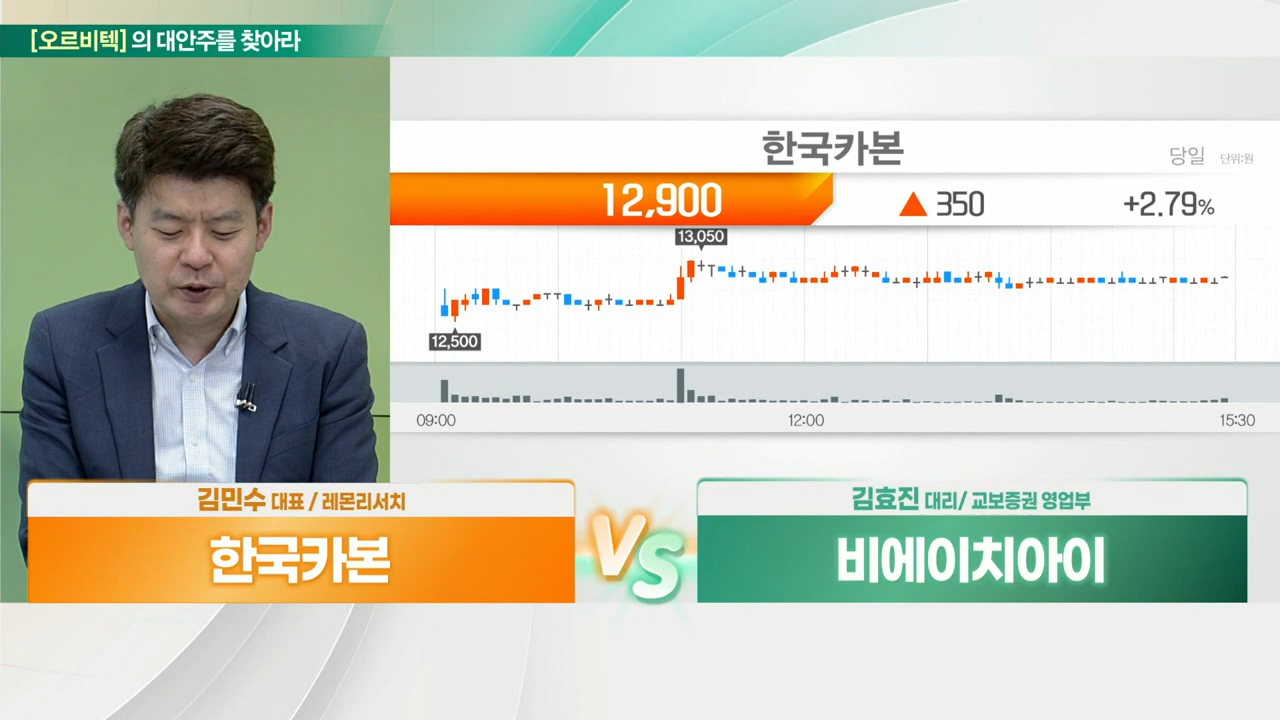 [오르비텍]의 대안주를 찾아라
한국카본
당일 단위:원
12,900 ▲ 350 +2.79%
13,050
12,500
09:00 12:00 15:30
김민수 대표 / 레몬리서치
한국카본
VS
김효진 대리/ 교보증권 영업부
비에이치아이